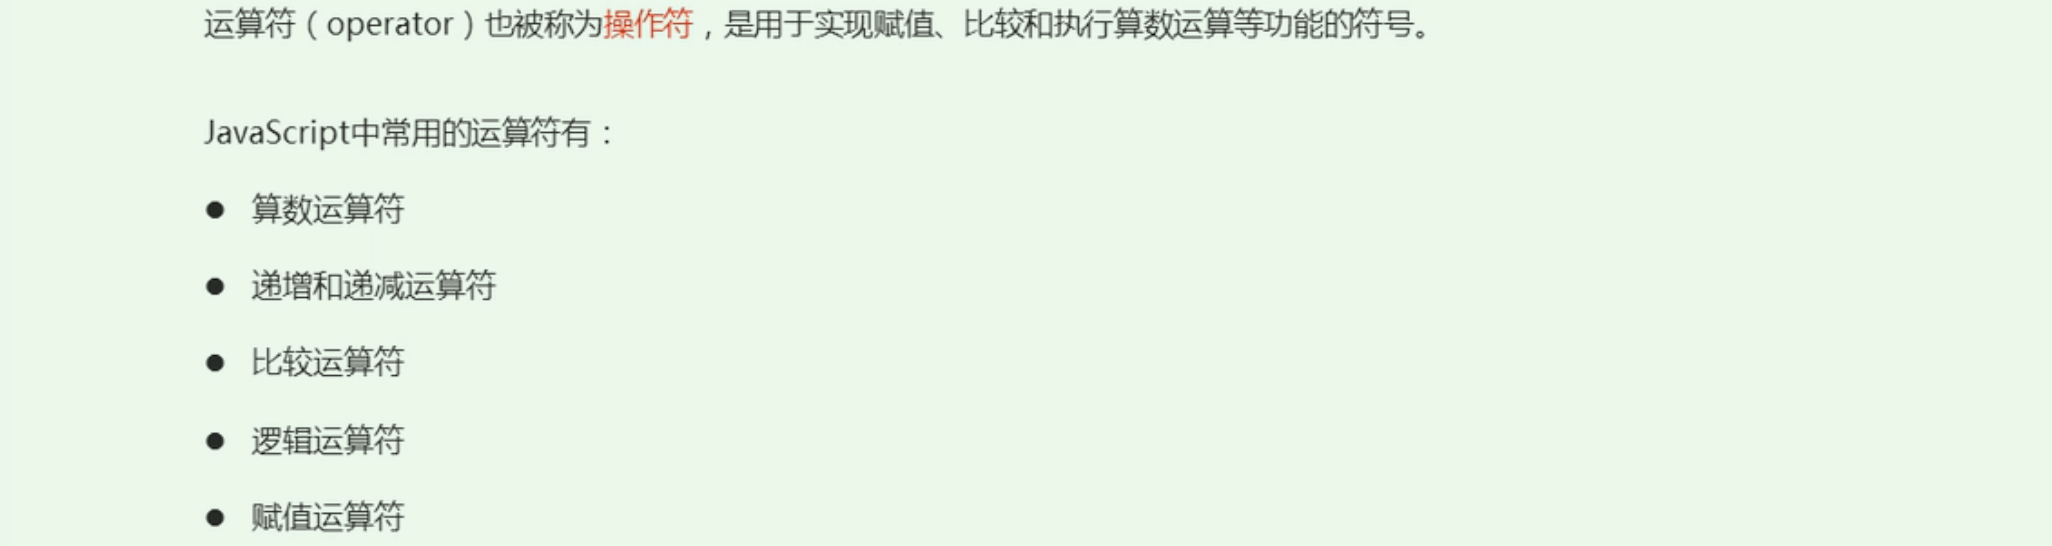 运算符（operator）也被称为操作符，是用于实现赋值、比较和执行算数运算等功能的符号。
JavaScript中常用的运算符有：
● 算数运算符
● 递增和递减运算符
● 比较运算符
● 逻辑运算符
● 赋值运算符